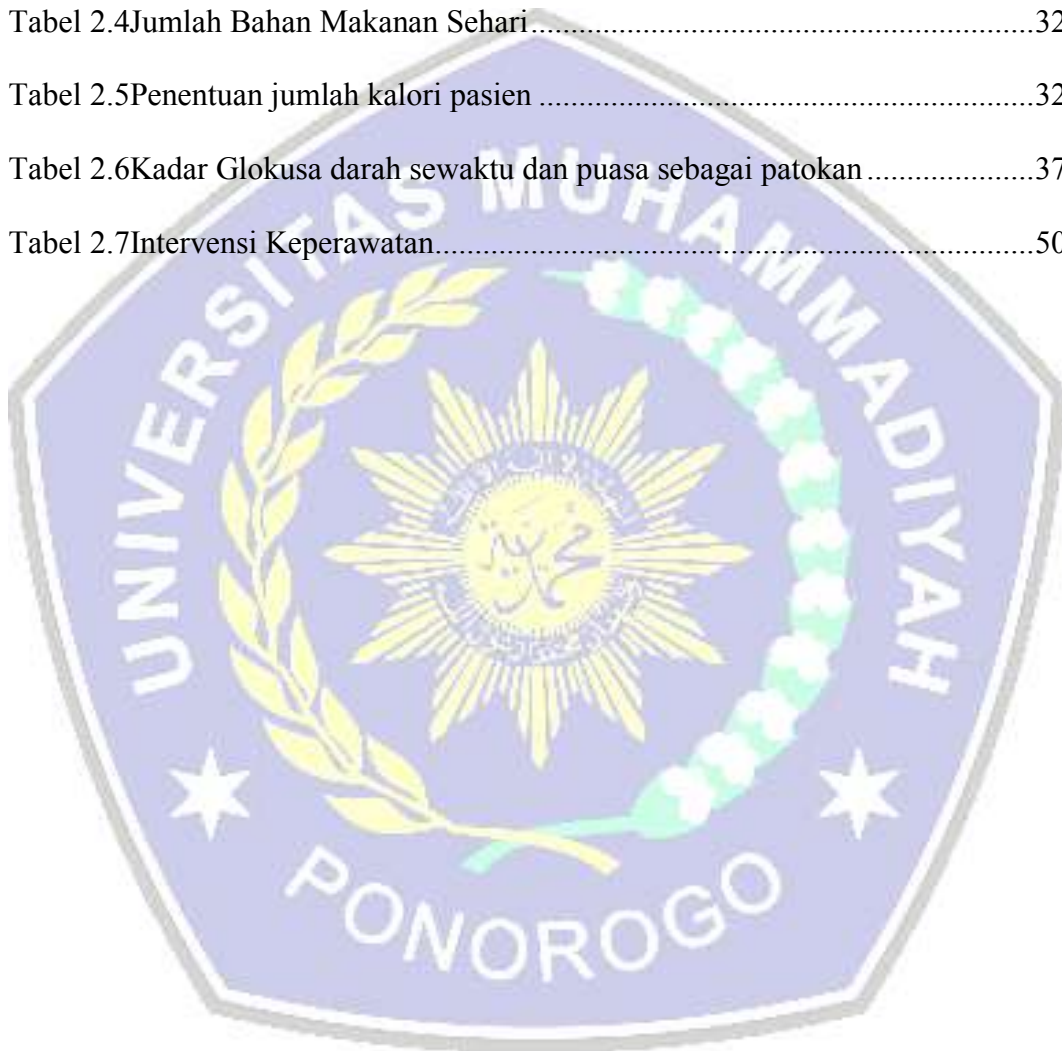 Tabel 2.4Jumlah Bahan Makanan Sehari.......................................................32
Tabel 2.5Penentuan jumlah kalori pasien ......................................................32
Tabel 2.6Kadar Glokusa darah sewaktu dan puasa sebagai patokan ..................37
Tabel 2.7Intervensi Keperawatan.................................................................50
UNIVERSITAS MUHAMMADIYAH
PONOROGO